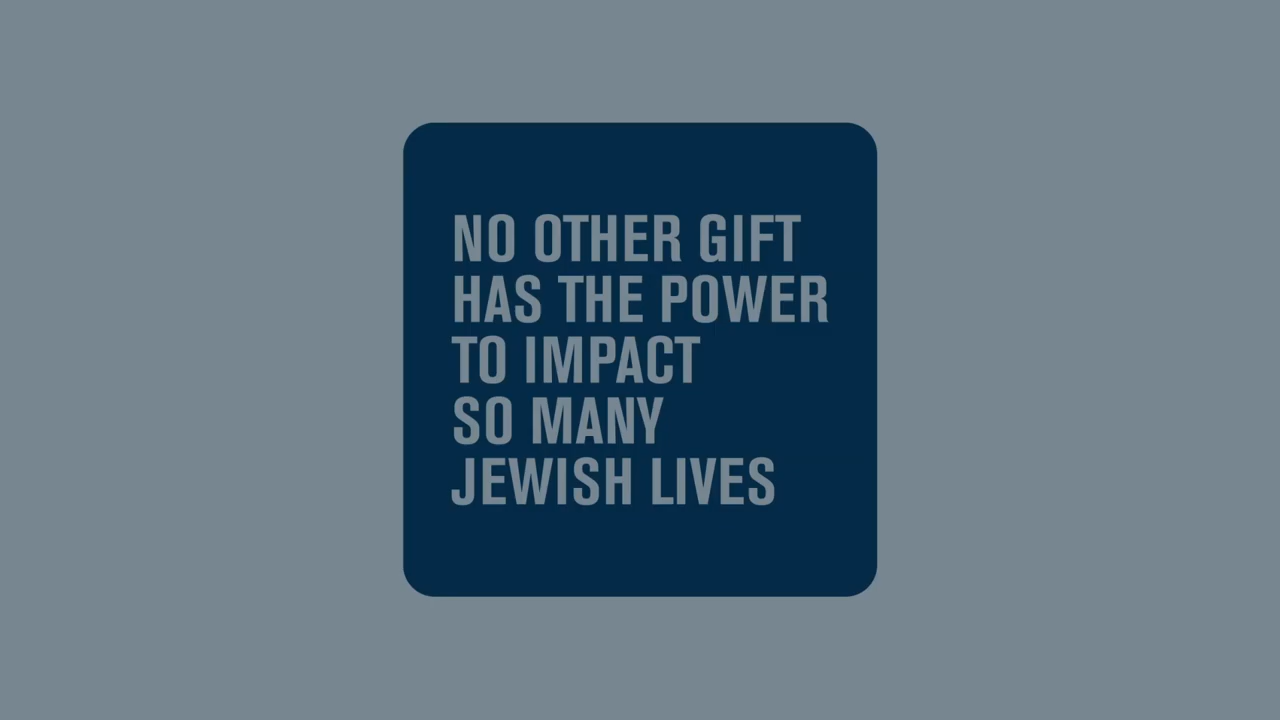 NO OTHER GIFT
HAS THE POWER
TO IMPACT
SO MANY
JEWISH LIVES